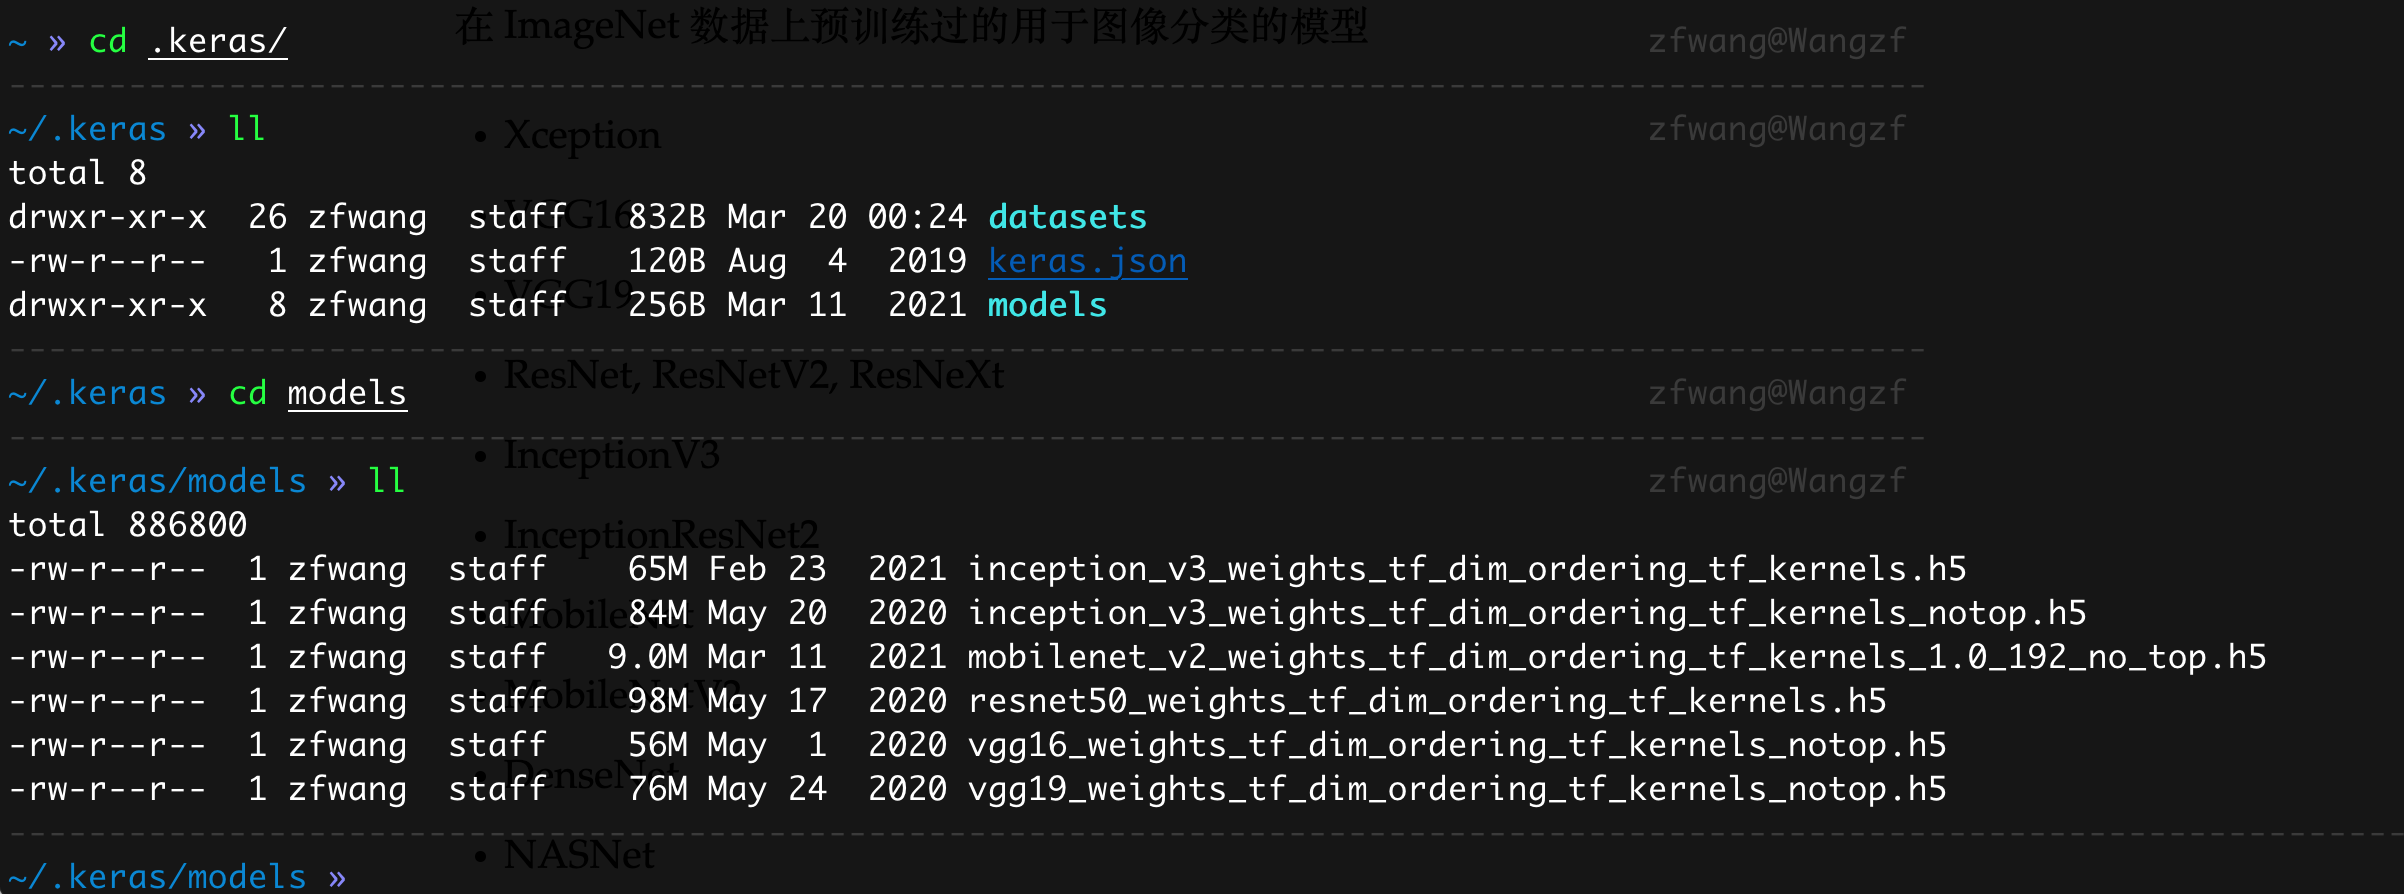 在 ImageNet 数据上预训练过的用于图像分类的模型
~ » cd .keras/ zfwang@Wangzf
~/.keras » ll zfwang@Wangzf
• Xception
total 8
drwxr-xr-x 26 zfwang staff 832B Mar 20 00:24 datasets
• VGG16
-rw-r--r-- 1 zfwang staff 120B Aug 4 2019 keras.json
drwxr-xr-x 8 zfwang staff 256B Mar 11 2021 models
• VGG19
• ResNet, ResNetV2, ResNeXt
~/.keras » cd models zfwang@Wangzf
• InceptionV3
~/.keras/models » ll zfwang@Wangzf
total 886800
• InceptionResNet2
-rw-r--r-- 1 zfwang staff 65M Feb 23 2021 inception_v3_weights_tf_dim_ordering_tf_kernels.h5
-rw-r--r-- 1 zfwang staff 84M May 20 2020 inception_v3_weights_tf_dim_ordering_tf_kernels_notop.h5
• MobileNet
-rw-r--r-- 1 zfwang staff 9.0M Mar 11 2021 mobilenet_v2_weights_tf_dim_ordering_tf_kernels_1.0_192_no_top.h5
-rw-r--r-- 1 zfwang staff 98M May 17 2020 resnet50_weights_tf_dim_ordering_tf_kernels.h5
• MobileNetV2
-rw-r--r-- 1 zfwang staff 56M May 1 2020 vgg16_weights_tf_dim_ordering_tf_kernels_notop.h5
• DenseNet
-rw-r--r-- 1 zfwang staff 76M May 24 2020 vgg19_weights_tf_dim_ordering_tf_kernels_notop.h5
• NASNet
~/.keras/models »